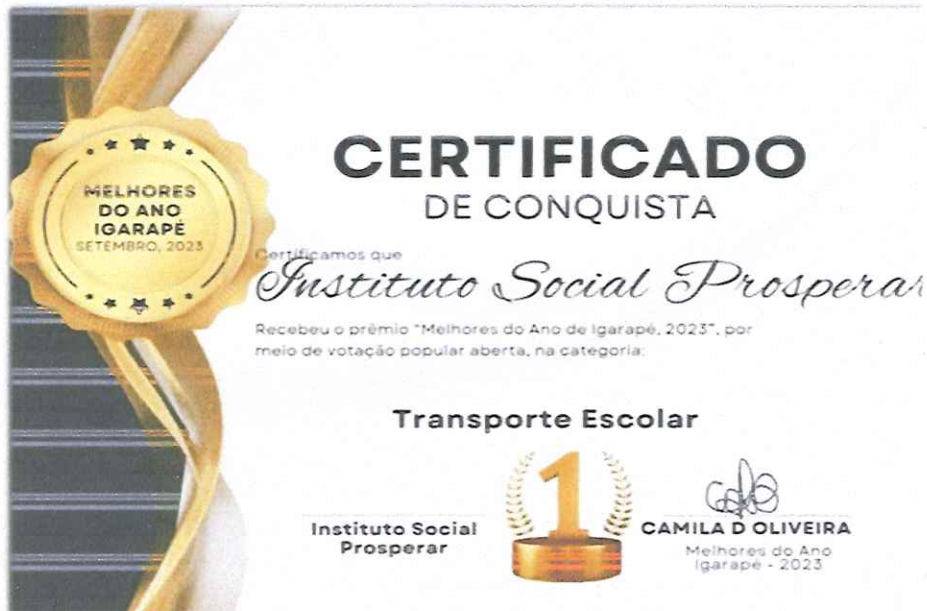 MELHORES
DO ANO
IGARAPÉ
SETEMBRO, 2023
CERTIFICADO
DE CONQUISTA
Certificamos que
Instituto Social Prosperar
Recebeu o prêmio "Melhores do Ano de Igarapé, 2023", por
meio de votação popular aberta, na categoria:
Transporte Escolar
1
Instituto Social
Prosperar
CAMILA D OLIVEIRA
Melhores do Ano
Igarapé - 2023